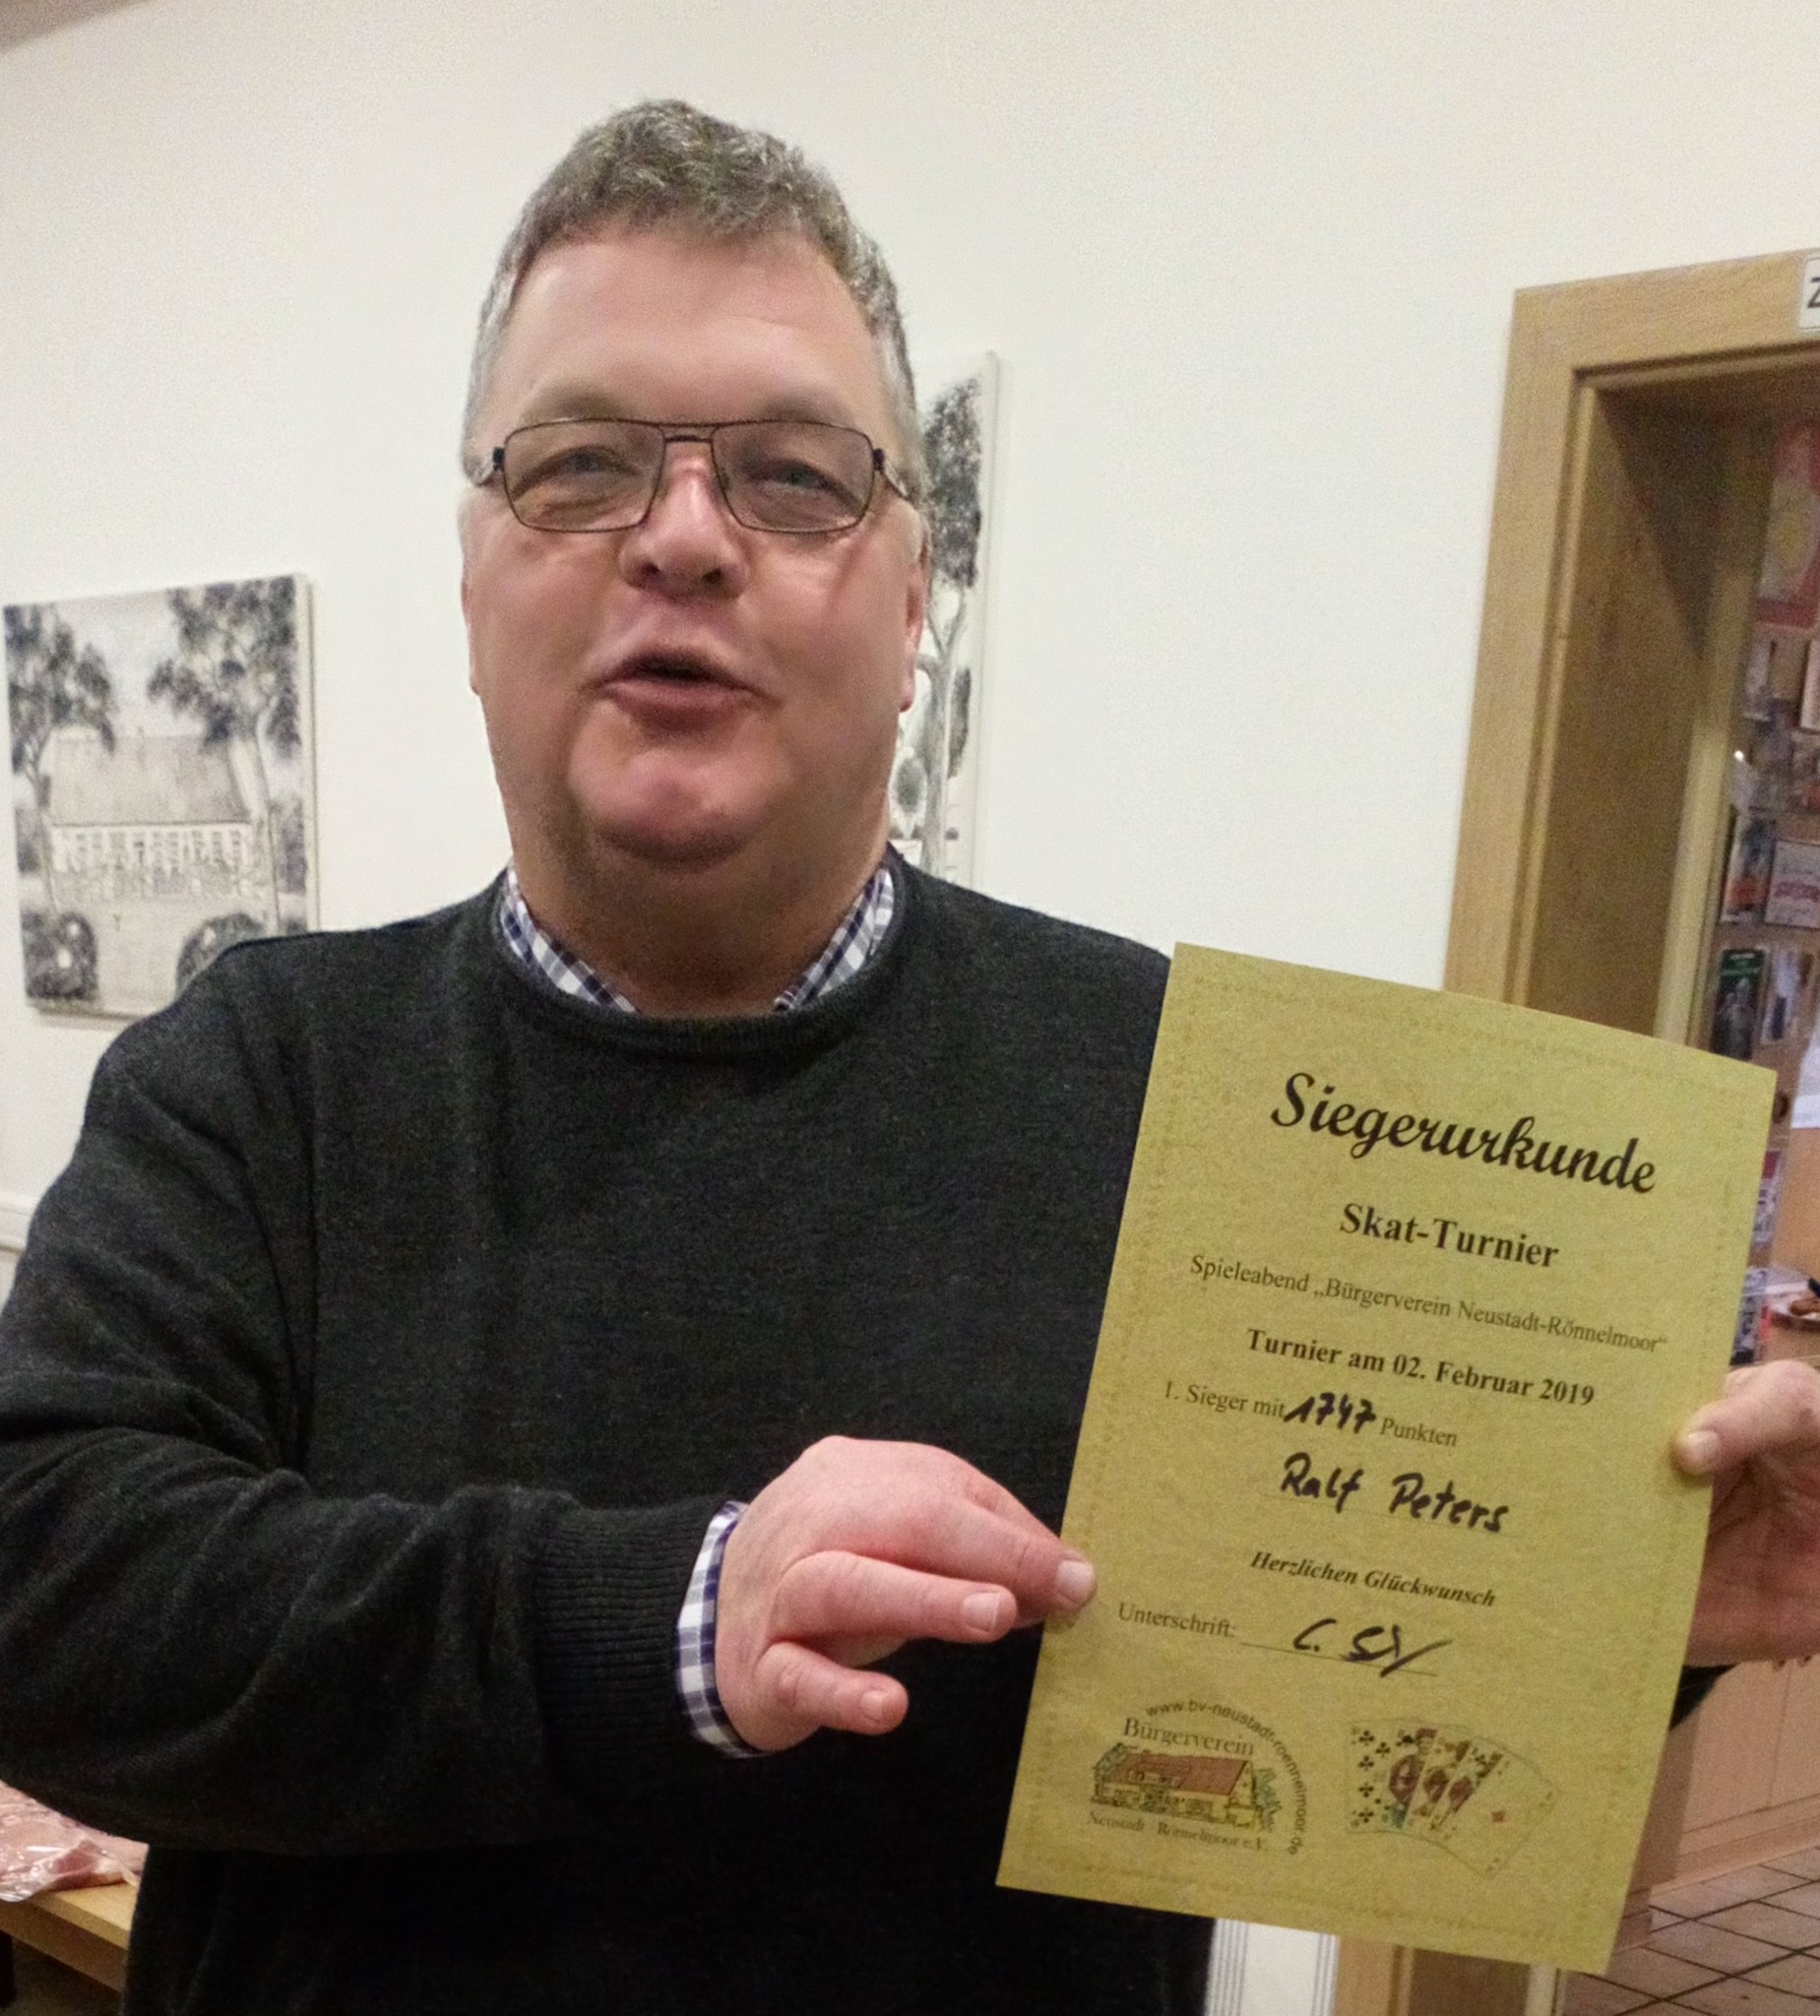 Siegerurkunde
Skat-Turnier
Spieleabend „Bürgerverein Neustadt-Rönnelmoor“
Turnier am 02. Februar 2019
1. Sieger mit 1747 Punkten
Ralf Peters
Herzlichen Glückwunsch
Unterschrift:
www.bv-neustadt-roennelmoor.de
Bürgerverein
Neustadt - Rönnelmoor e.V.